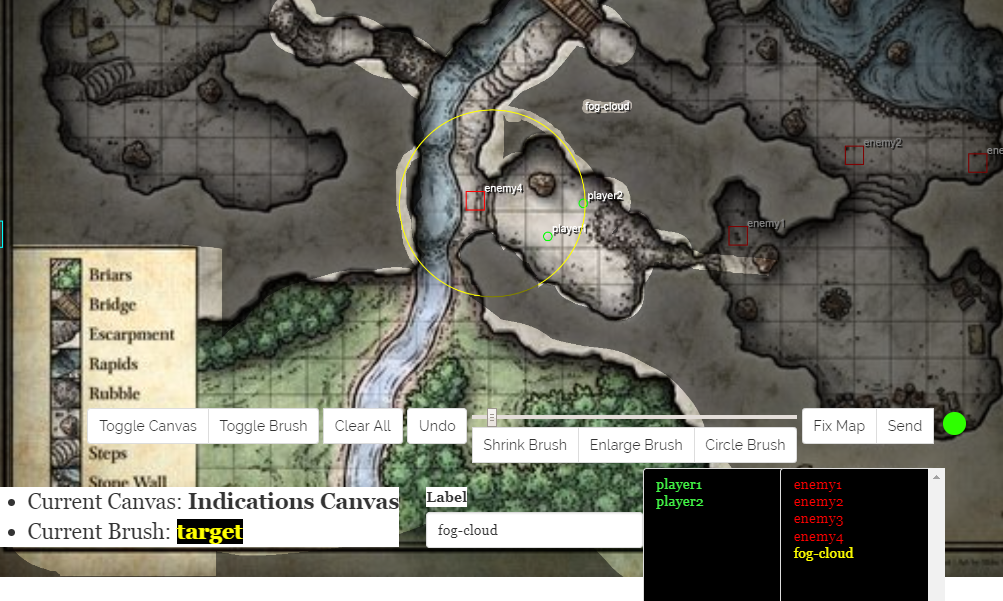 fog-cloud
enemy2
ene
enemy4
player2
player1
enemy1
Briars
Bridge
Escarpment
Rapids
Rubble
Toggle Canvas
Toggle Brush
Clear All
Undo
Shrink Brush
Enlarge Brush
Circle Brush
Fix Map
Send
Steps
Stone Wall
Current Canvas: Indications Canvas
Current Brush: target
Label
fog-cloud
player1
player2
enemy1
enemy2
enemy3
enemy4
fog-cloud